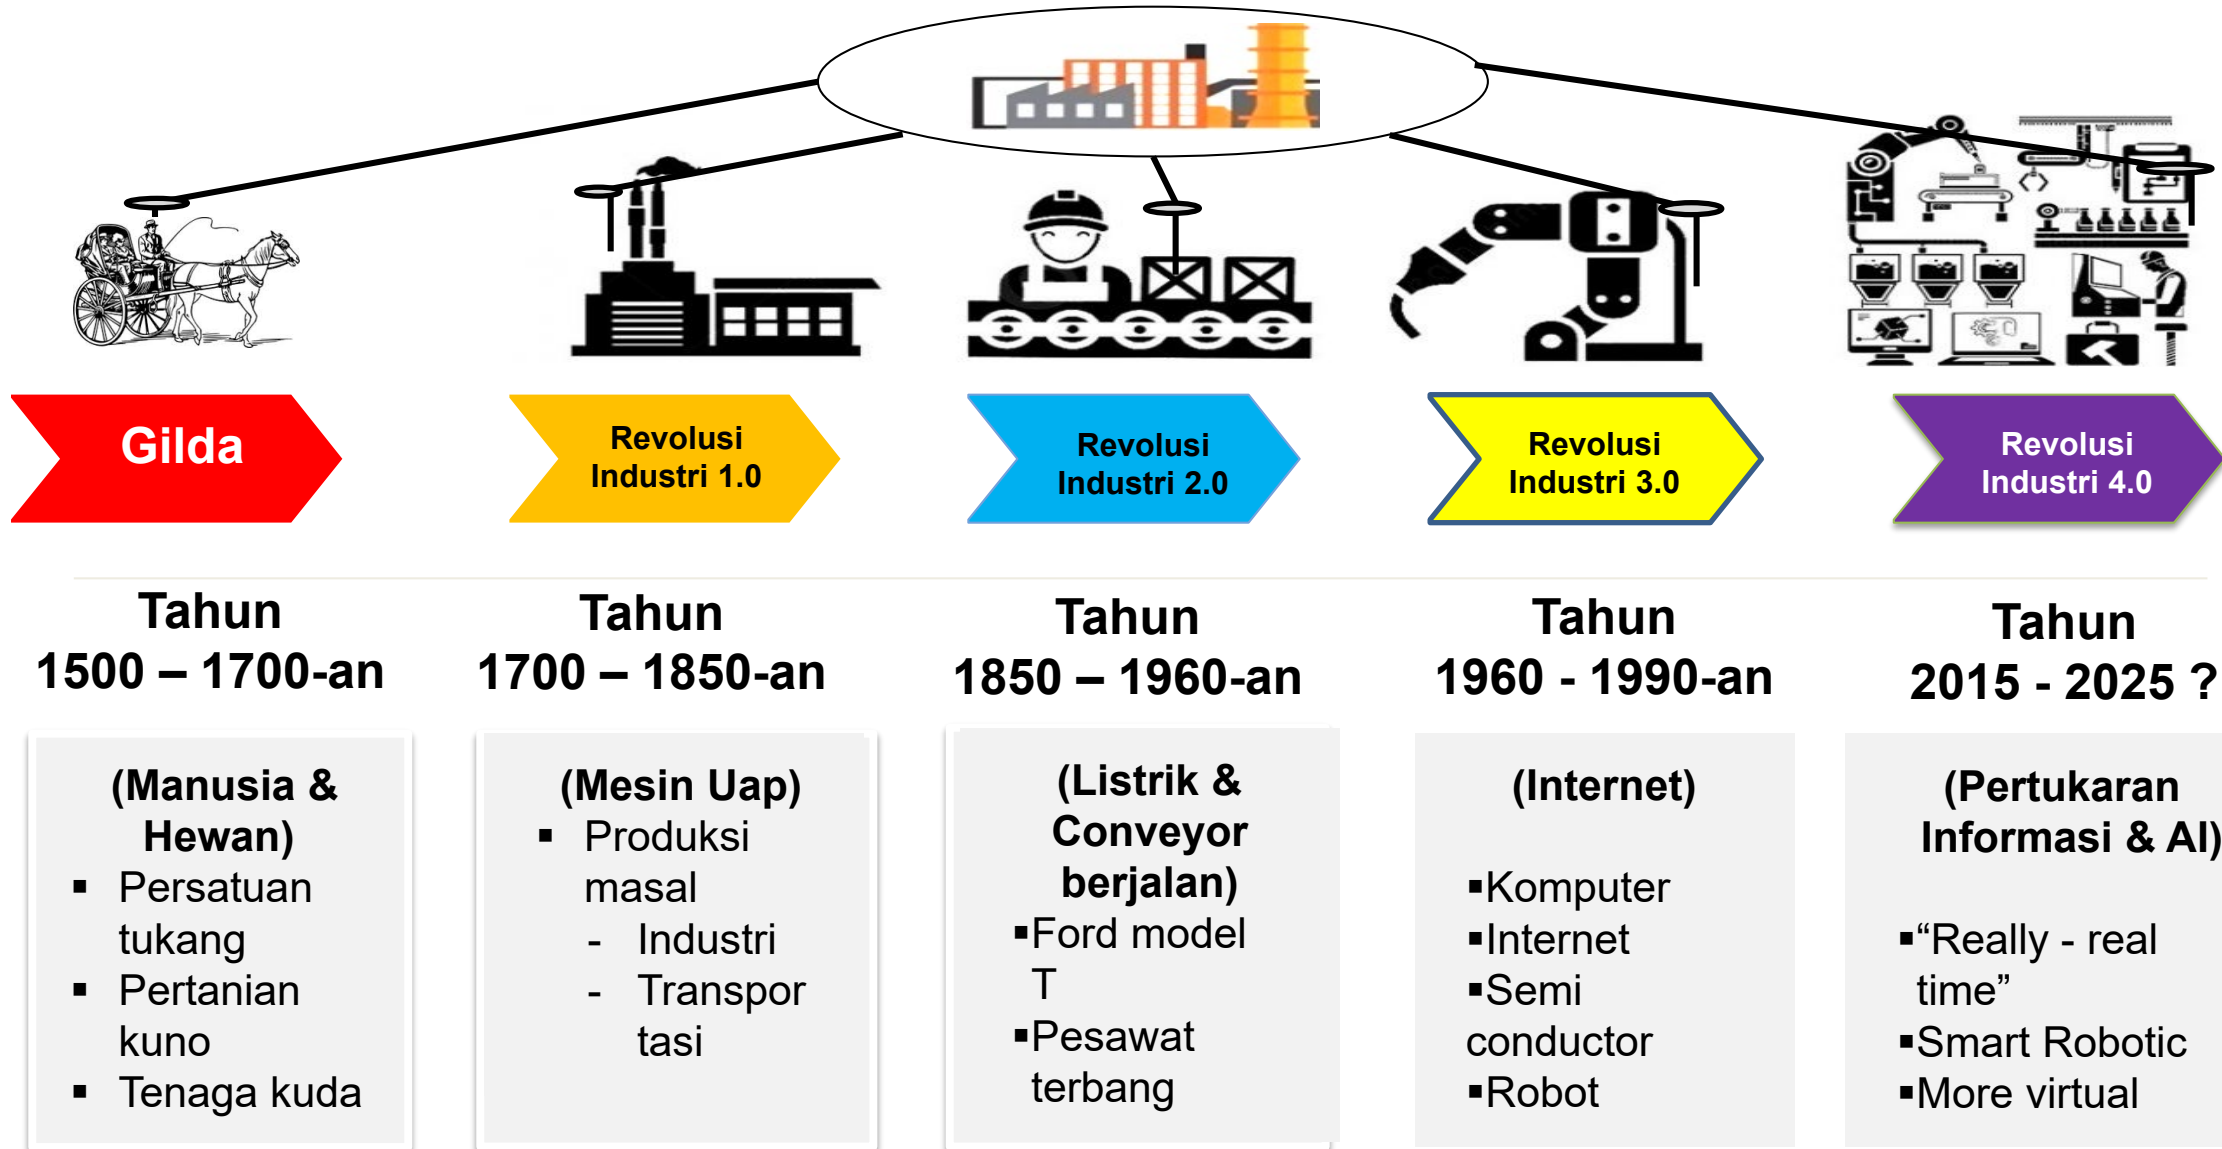 Gilda
Revolusi
Industri 1.0
Revolusi
Industri 2.0
Revolusi
Industri 3.0
Revolusi
Industri 4.0
Tahun
1500 – 1700-an
Tahun
1700 – 1850-an
Tahun
1850 – 1960-an
Tahun
1960 - 1990-an
Tahun
2015 - 2025 ?
(Manusia &
Hewan)
▪ Persatuan
tukang
▪ Pertanian
kuno
▪ Tenaga kuda
(Mesin Uap)
▪ Produksi
masal
- Industri
- Transpor
tasi
(Listrik &
Conveyor
berjalan)
▪Ford model
T
▪Pesawat
terbang
(Internet)
▪Komputer
▪Internet
▪Semi
conductor
▪Robot
(Pertukaran
Informasi & AI)
▪“Really - real
time”
▪Smart Robotic
▪More virtual